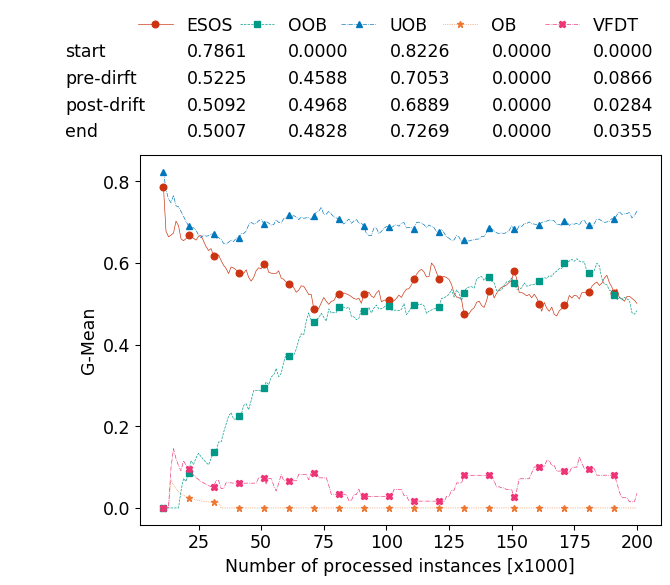 ESOS OOB UOB OB VFDT
start 0.7861 0.0000 0.8226 0.0000 0.0000
pre-dirft 0.5225 0.4588 0.7053 0.0000 0.0866
post-drift 0.5092 0.4968 0.6889 0.0000 0.0284
end 0.5007 0.4828 0.7269 0.0000 0.0355
0.8
0.6
0.4
0.2
0.0
G-Mean
25 50 75 100 125 150 175 200
Number of processed instances [x1000]